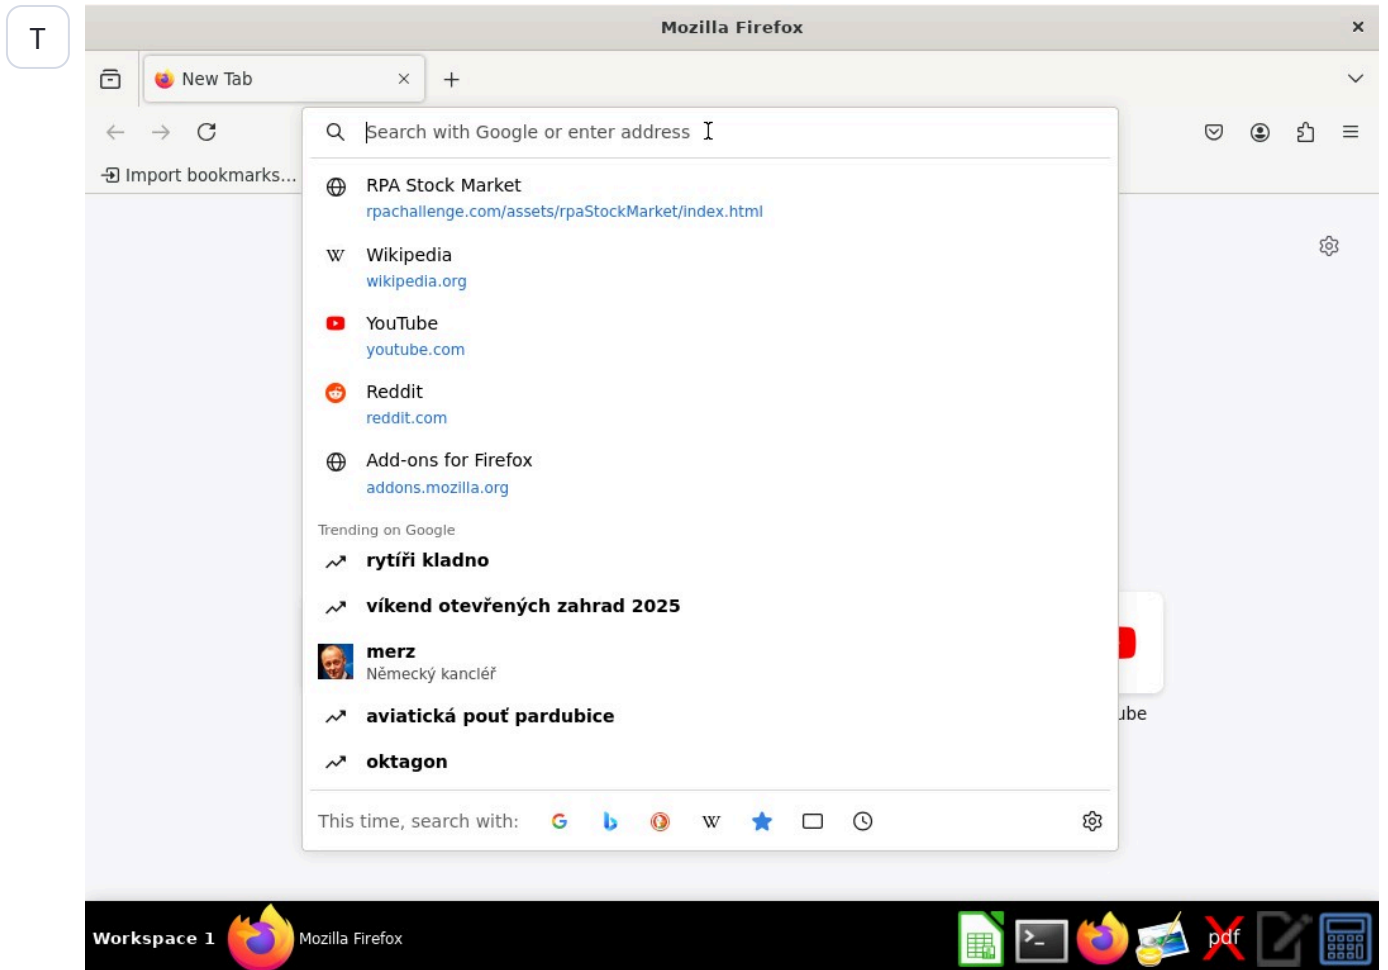 T
Mozilla Firefox
New Tab
Search with Google or enter address
Import bookmarks...
RPA Stock Market
rpachallenge.com/assets/rpaStockMarket/index.html
W
Wikipedia
wikipedia.org
YouTube
youtube.com
Reddit
reddit.com
Add-ons for Firefox
addons.mozilla.org
Trending on Google
rytíři kladno
víkend otevřených zahrad 2025
merz
Německý kancléř
aviatická pouť pardubice
ube
oktagon
This time, search with: G b W
Workspace 1 Mozilla Firefox >_ pdf